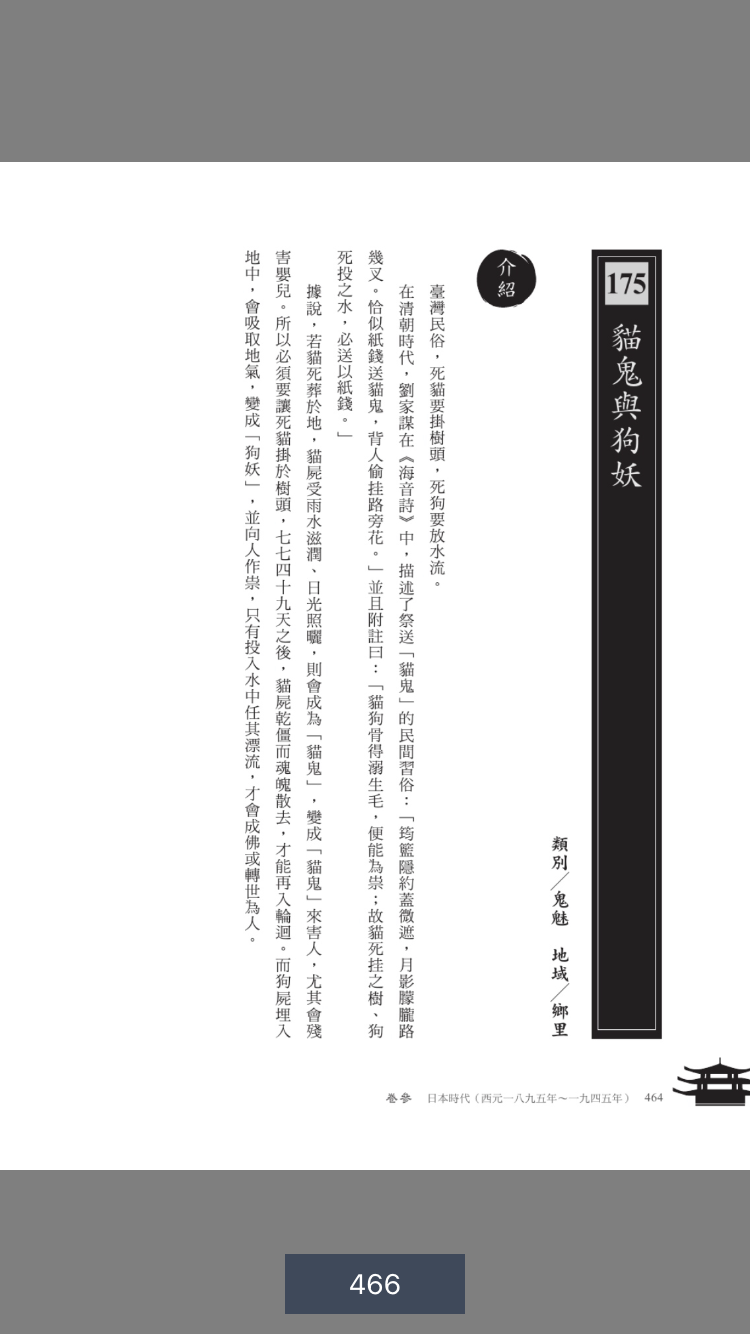 175
貓鬼與狗妖
類別／鬼魅　地域／鄉里
介紹
臺灣民俗，死貓要掛樹頭，死狗要放水流。
在清朝時代，劉家謀在《海音詩》中，描述了祭送「貓鬼」的民間習俗：「筠籃隱約蓋微遮，月影朦朧路
幾叉。恰似紙錢送貓鬼，背人偷挂路旁花。」並且附註曰：「貓狗骨得溺生毛，便能為祟；故貓死挂之樹、狗
死投之水，必送以紙錢。」
據說，若貓死葬於地，貓屍受雨水滋潤、日光照曬，則會成為「貓鬼」，變成「貓鬼」來害人，尤其會殘
害嬰兒。所以必須要讓死貓掛於樹頭，七七四十九天之後，貓屍乾僵而魂魄散去，才能再入輪迴。而狗屍埋入
地中，會吸取地氣，變成「狗妖」，並向人作祟，只有投入水中任其漂流，才會成佛或轉世為人。
卷參　日本時代（西元一八九五年～一九四五年）　464
466